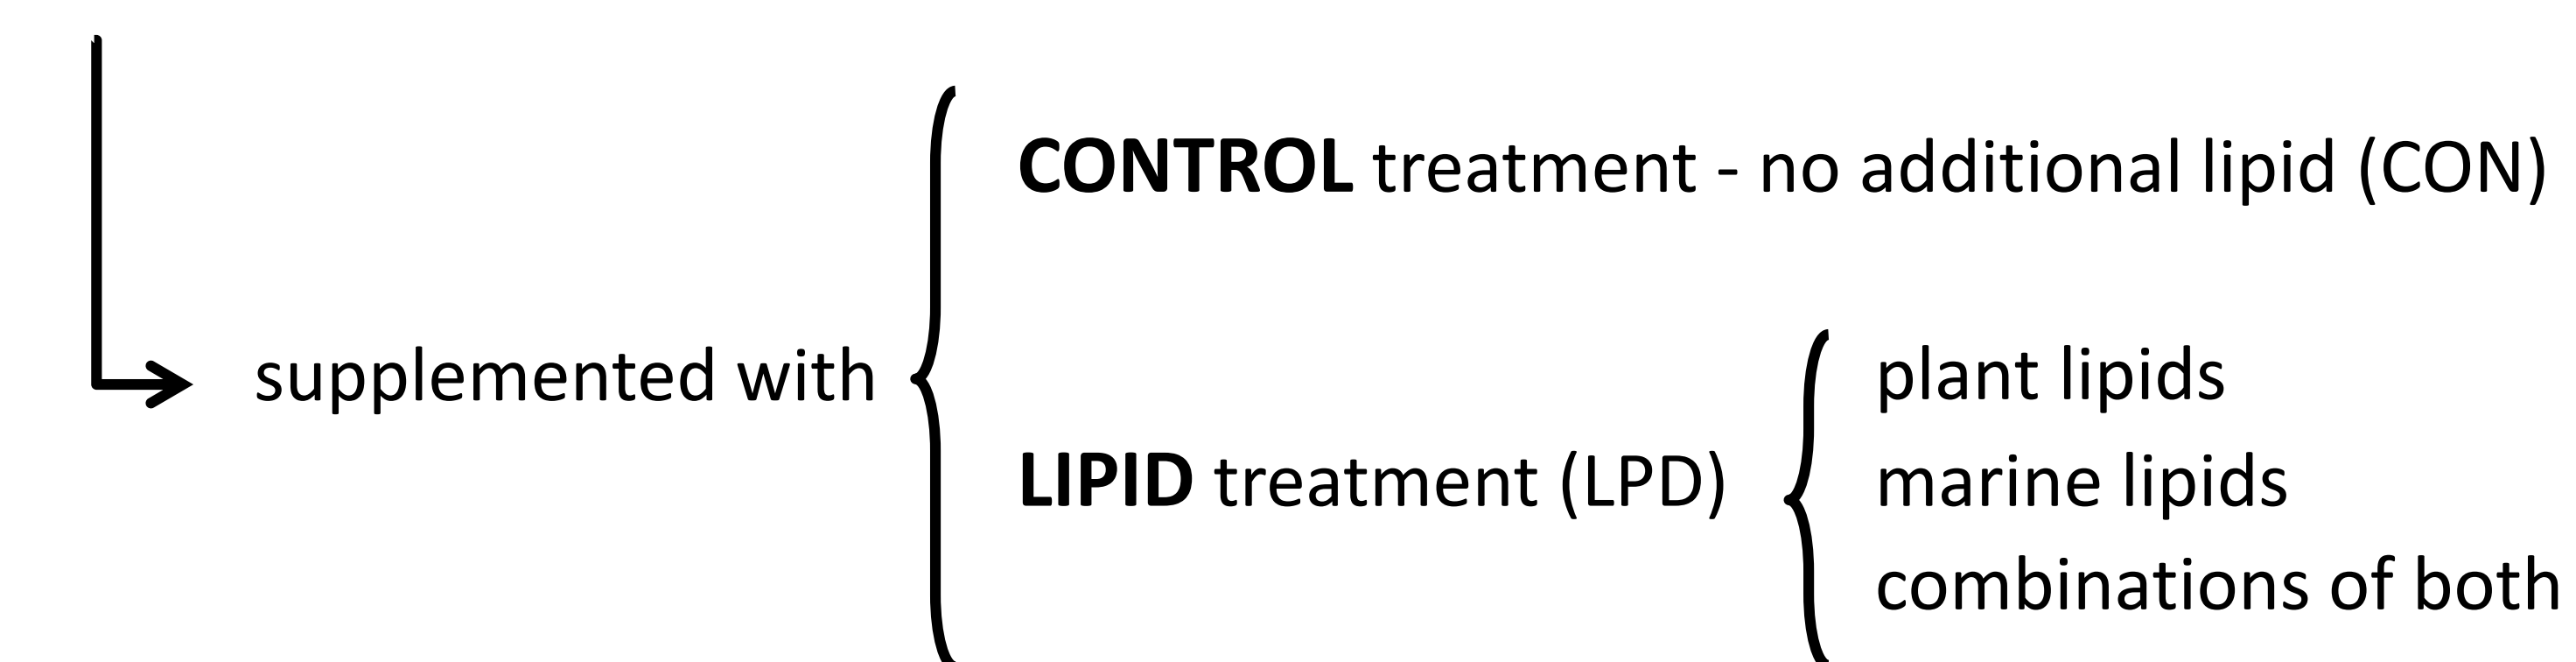 CONTROL treatment - no additional lipid (CON)
supplemented with
plant lipids
LIPID treatment (LPD)
marine lipids
combinations of both